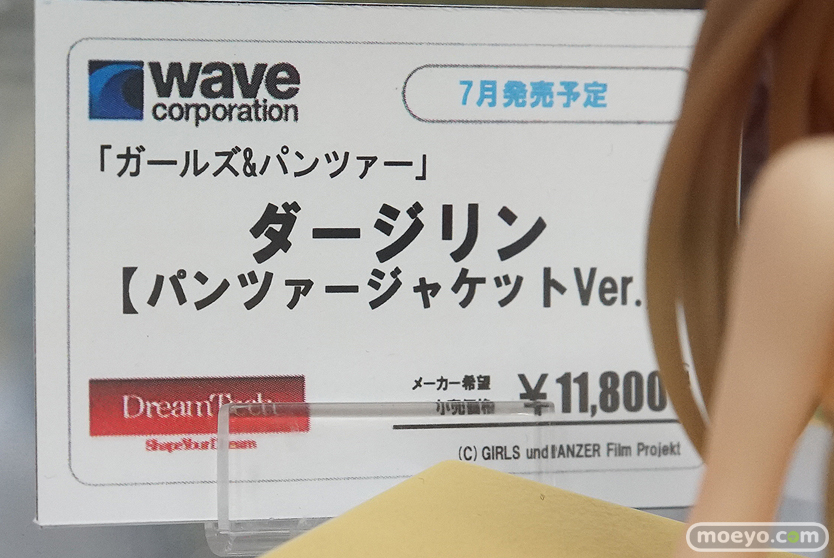 wave
corporation
7月発売予定
「ガールズ&パンツァー」
ダージリン
【パンツァージャケットVer.
DreamTech
ShapeYourDream
メーカー希望
小売価格
¥11,800
(C) GIRLS und PANZER Film Projekt
moeyo.com